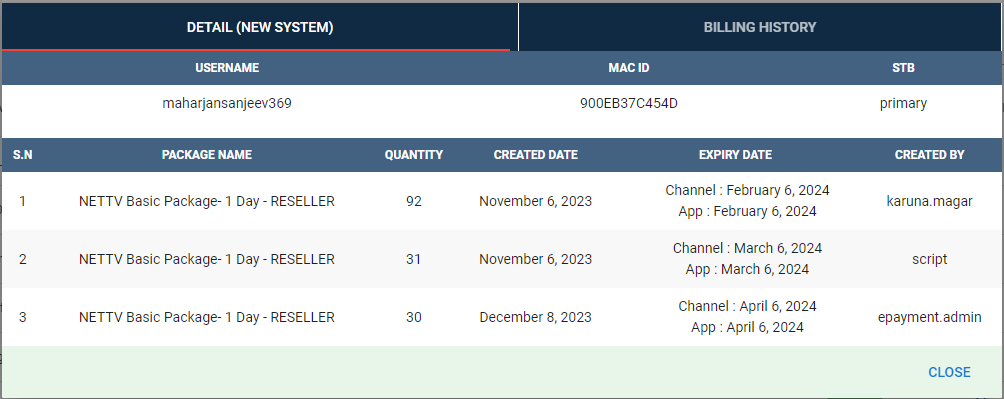 DETAIL (NEW SYSTEM) BILLING HISTORY
USERNAME MAC ID STB
maharjansanjeev369 900EB37C454D primary
S.N PACKAGE NAME QUANTITY CREATED DATE EXPIRY DATE CREATED BY
1 NETTV Basic Package- 1 Day - RESELLER 92 November 6, 2023 Channel : February 6, 2024 karuna.magar
App : February 6, 2024
2 NETTV Basic Package- 1 Day - RESELLER 31 November 6, 2023 Channel : March 6, 2024 script
App : March 6, 2024
3 NETTV Basic Package- 1 Day - RESELLER 30 December 8, 2023 Channel : April 6, 2024 epayment.admin
App : April 6, 2024
CLOSE